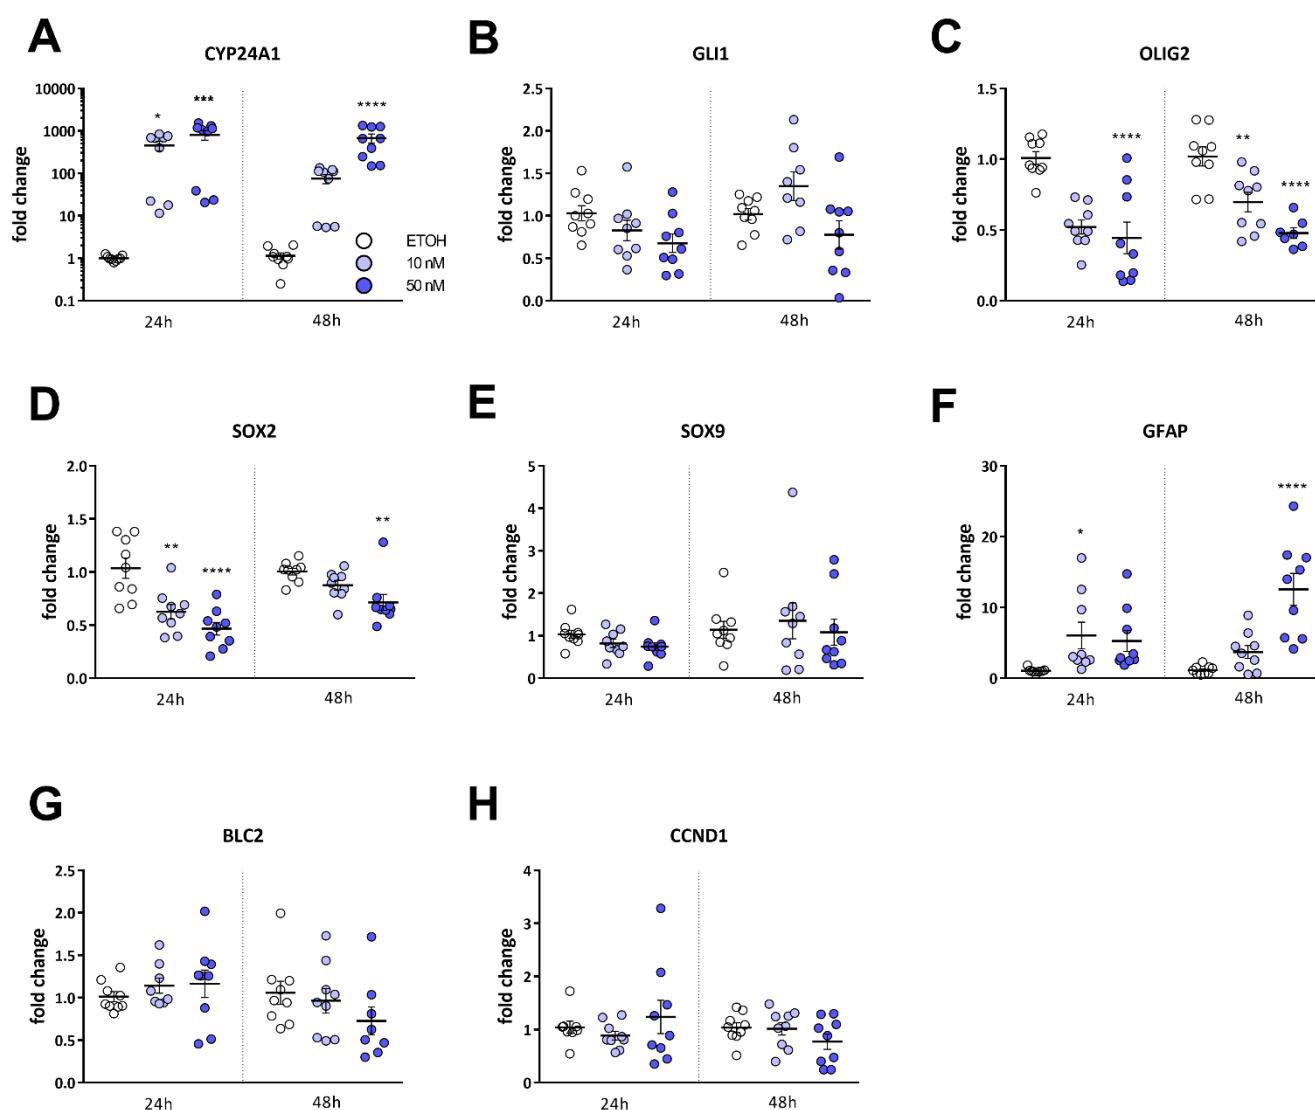 A
CYP24A1
fold change
10000
1000
100
10
1
0.1
*
***
****
ETOH
10 nM
50 nM
24h
48h
B
GLI1
fold change
2.5
2.0
1.5
1.0
0.5
0.0
24h
48h
C
OLIG2
fold change
1.5
1.0
0.5
0.0
****
**
****
24h
48h
D
SOX2
fold change
2.0
1.5
1.0
0.5
0.0
**
****
**
24h
48h
E
SOX9
fold change
5
4
3
2
1
0
24h
48h
F
GFAP
fold change
30
20
10
0
*
****
24h
48h
G
BLC2
fold change
2.5
2.0
1.5
1.0
0.5
0.0
24h
48h
H
CCND1
fold change
4
3
2
1
0
24h
48h